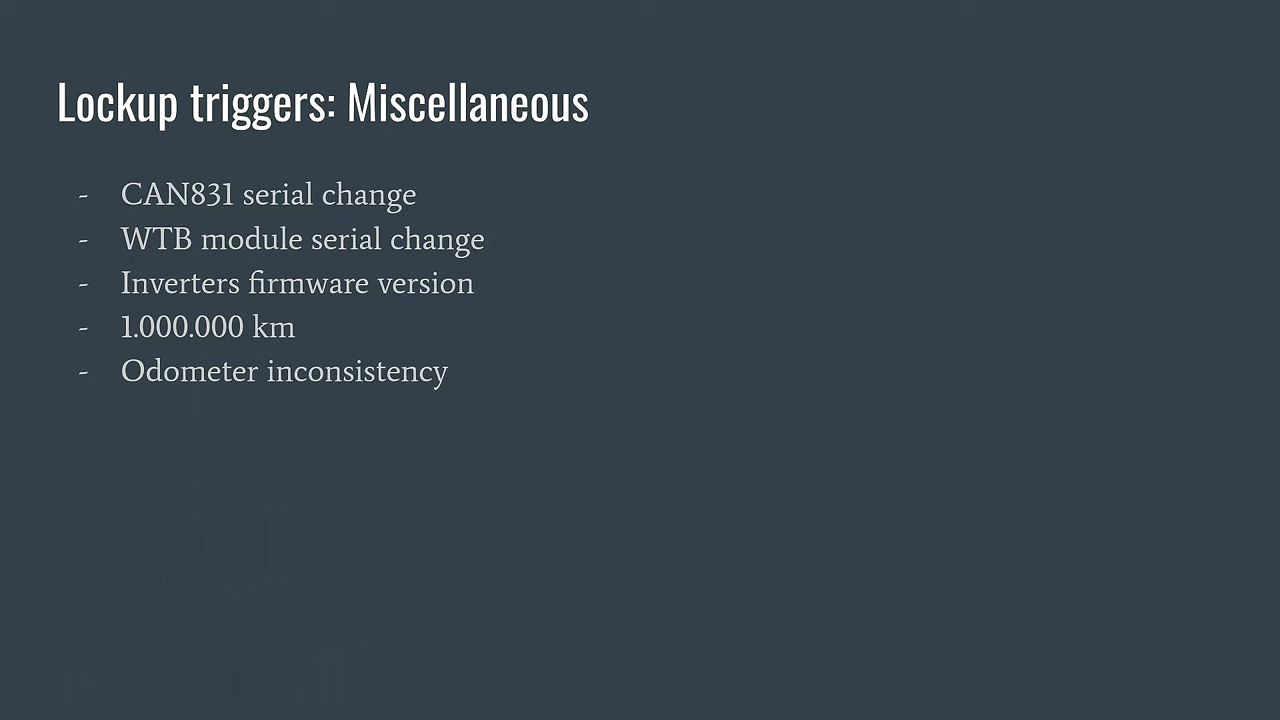 Lockup triggers: Miscellaneous
- CAN831 serial change
- WTB module serial change
- Inverters firmware version
- 1.000.000 km
- Odometer inconsistency